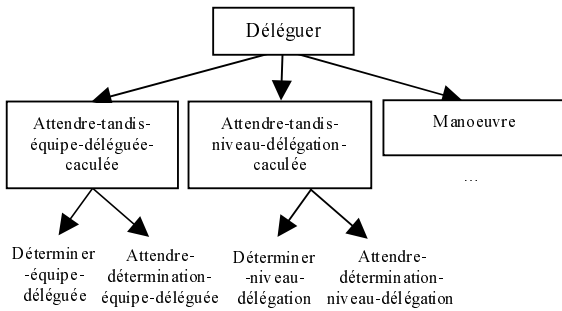 Déléguer
Attendre-tandis-
équipe-déléguée-
caculée
Attendre-tandis-
niveau-délégation-
caculée
Manoeuvre
...
Déterminer
-équipe-
déléguée
Attendre-
détermination-
équipe-déléguée
Déterminer
-niveau-
délégation
Attendre-
détermination-
niveau-délégation